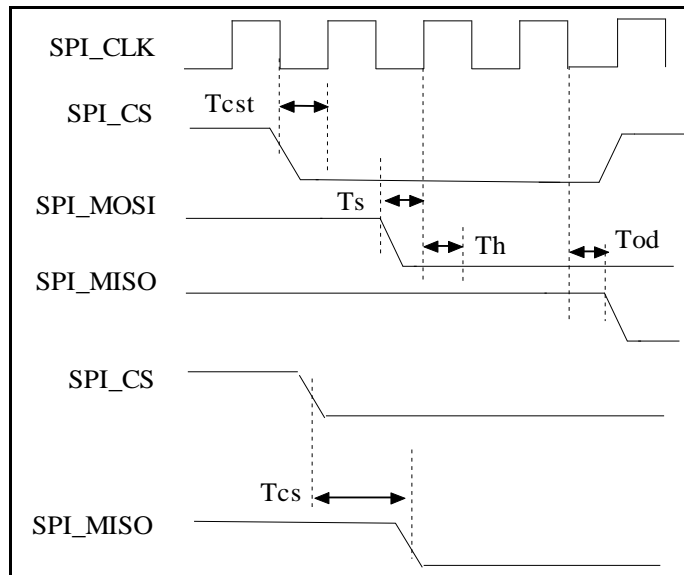 SPI_CLK
Tcst
SPI_CS
Ts
SPI_MOSI
Th
Tod
SPI_MISO
SPI_CS
Tcs
SPI_MISO